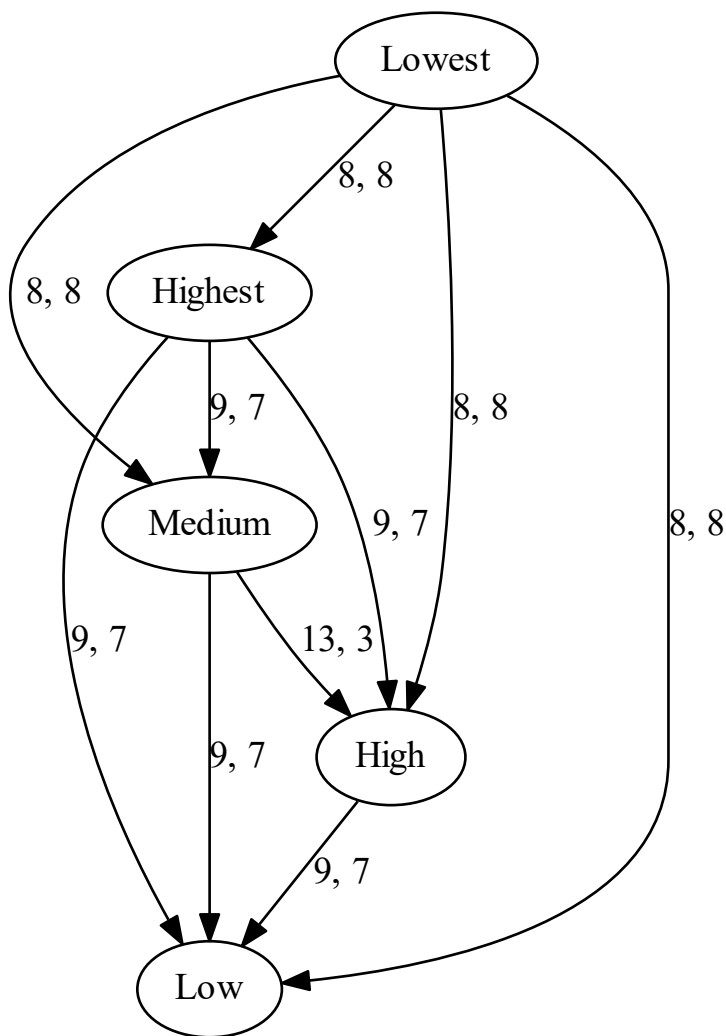 Lowest
8, 8
Highest
8, 8
9, 7
8, 8
Medium
9, 7
8, 8
9, 7
13, 3
9, 7
High
9, 7
Low